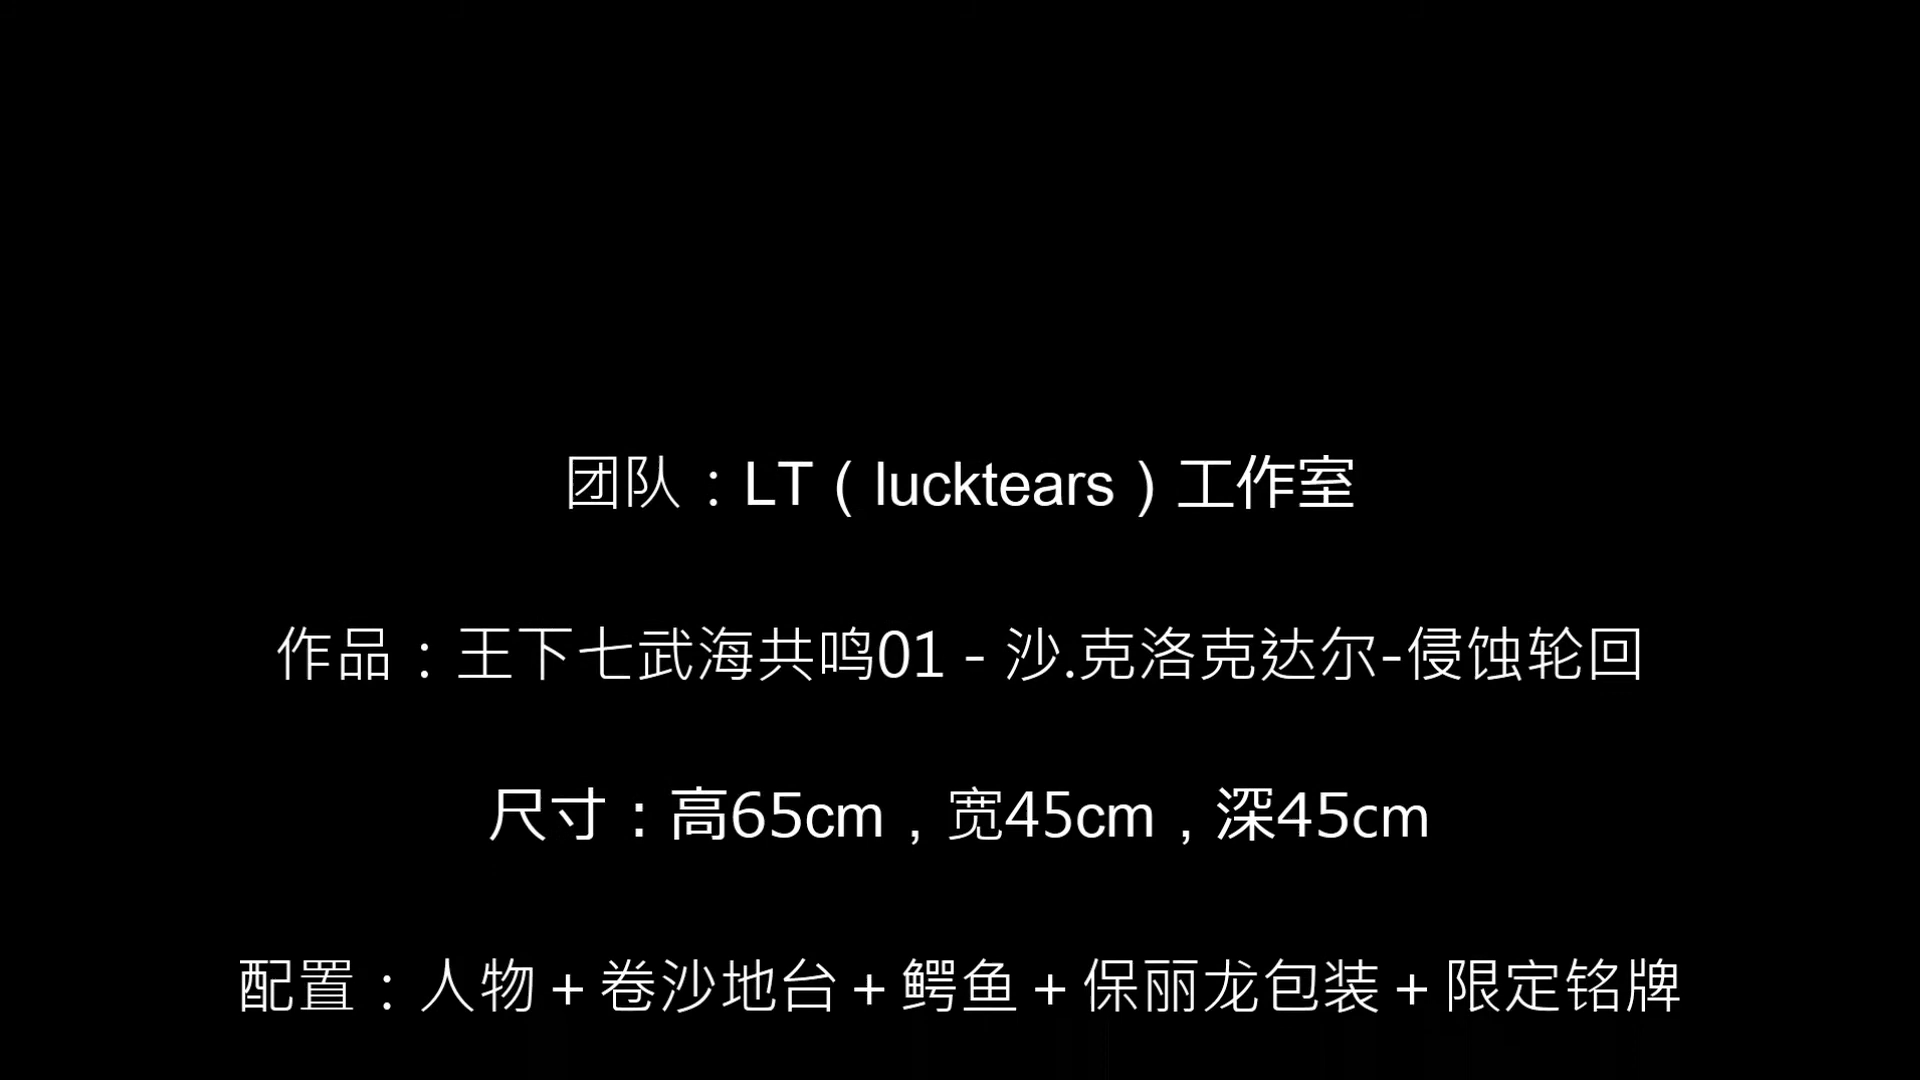 团队：LT（lucktears）工作室
作品：王下七武海共鸣01 - 沙.克洛克达尔-侵蚀轮回
尺寸：高65cm，宽45cm，深45cm
配置：人物＋卷沙地台＋鳄鱼＋保丽龙包装＋限定铭牌